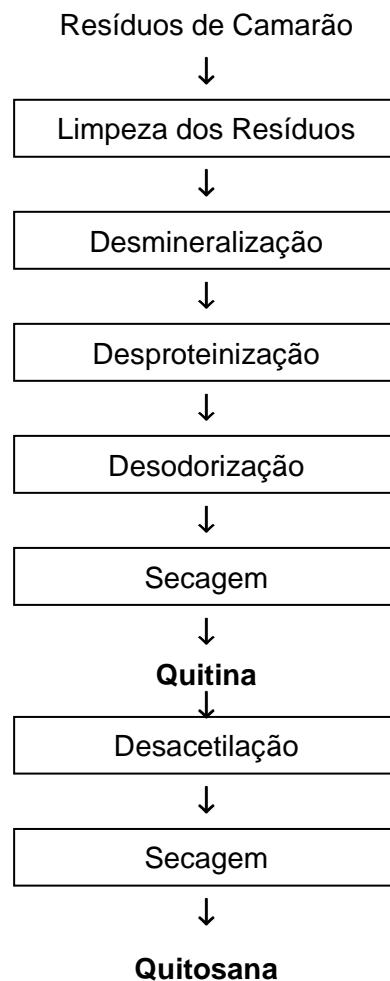 Resíduos de Camarão
↓
Limpeza dos Resíduos
↓
Desmineralização
↓
Desproteinização
↓
Desodorização
↓
Secagem
↓
Quitina
↓
Desacetilação
↓
Secagem
↓
Quitosana